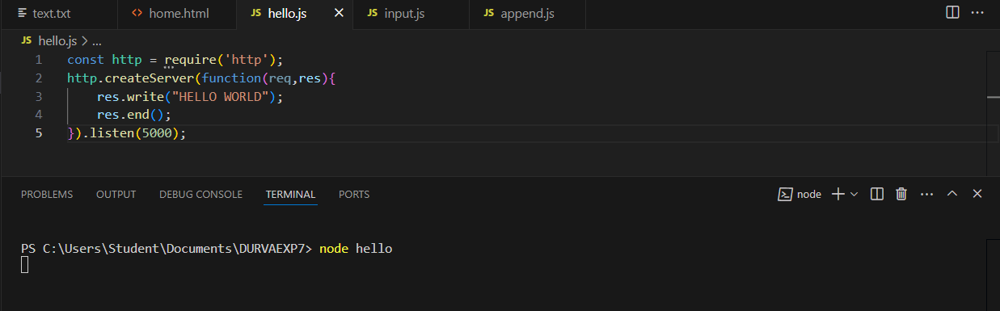 text.txt <> home.html JS hello.js JS input.js JS append.js
JS hello.js > ...
1 const http = require('http');
2 http.createServer(function(req,res){
3 res.write("HELLO WORLD");
4 res.end();
5 }).listen(5000);
PROBLEMS OUTPUT DEBUG CONSOLE TERMINAL PORTS node
PS C:\Users\Student\Documents\DURVAEXP7> node hello